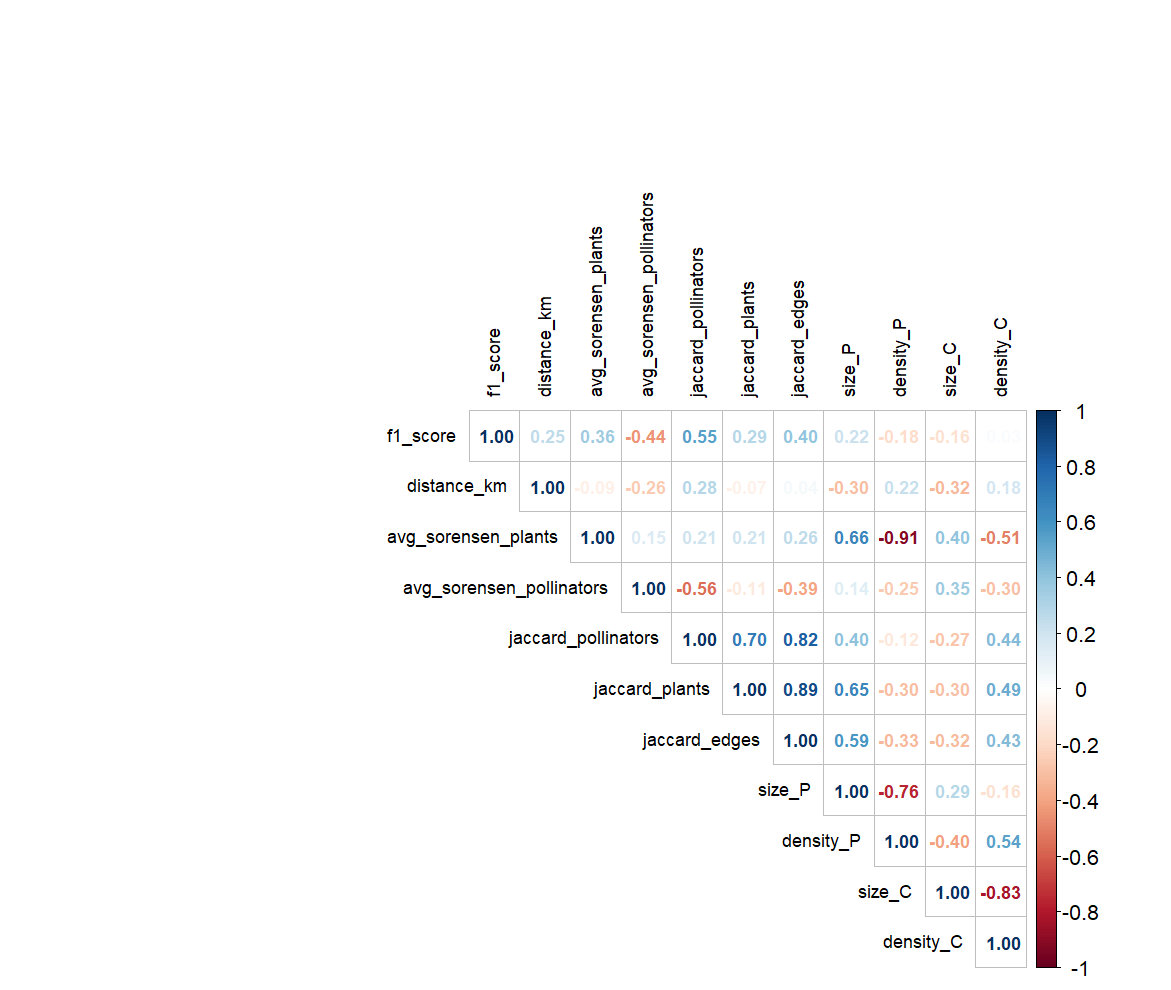 f1_score
distance_km
avg_sorensen_plants
avg_sorensen_pollinators
jaccard_pollinators
jaccard_plants
jaccard_edges
size_P
density_P
size_C
density_C
f1_score 1.00 0.25 0.36 -0.44 0.55 0.29 0.40 0.22 -0.18 -0.16
distance_km 1.00 -0.09 -0.26 0.28 -0.07 0.04 -0.30 0.22 -0.32 0.18
avg_sorensen_plants 1.00 0.15 0.21 0.21 0.26 0.66 -0.91 0.40 -0.51
avg_sorensen_pollinators 1.00 -0.56 -0.11 -0.39 0.14 -0.25 0.35 -0.30
jaccard_pollinators 1.00 0.70 0.82 0.40 -0.12 -0.27 0.44
jaccard_plants 1.00 0.89 0.65 -0.30 -0.30 0.49
jaccard_edges 1.00 0.59 -0.33 -0.32 0.43
size_P 1.00 -0.76 0.29 -0.16
density_P 1.00 -0.40 0.54
size_C 1.00 -0.83
density_C 1.00
1
0.8
0.6
0.4
0.2
0
-0.2
-0.4
-0.6
-0.8
-1